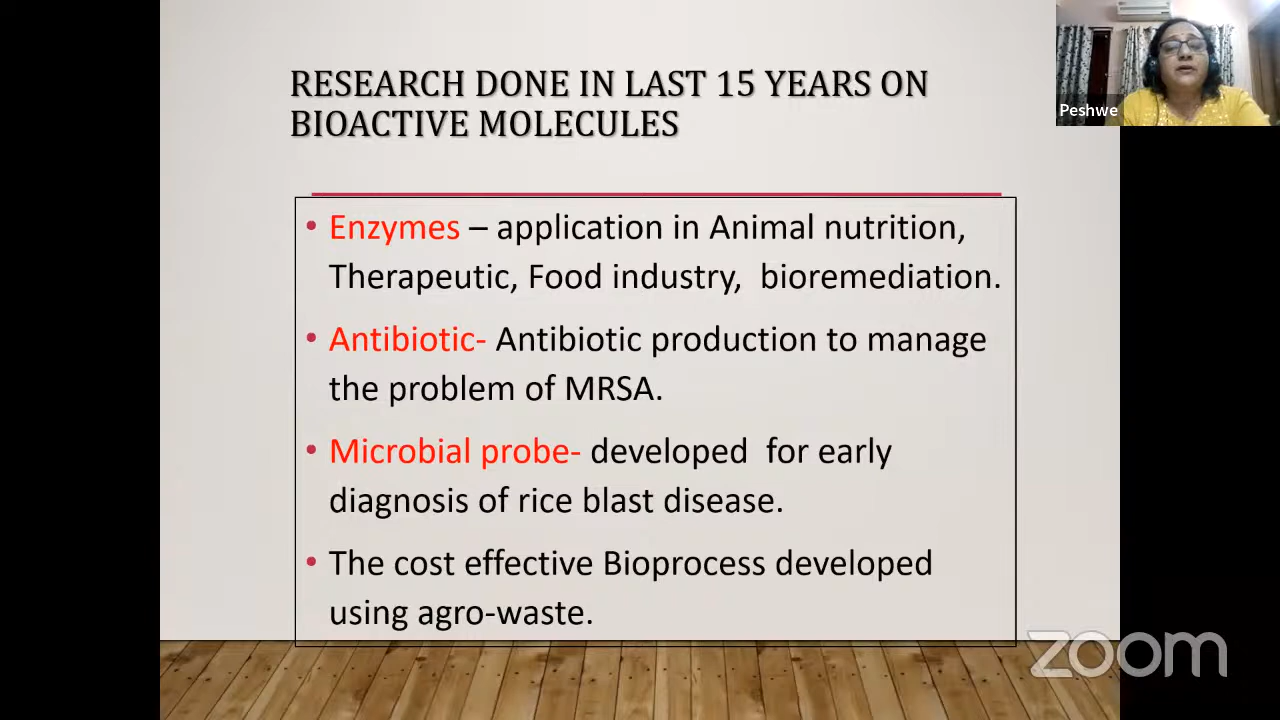 RESEARCH DONE IN LAST 15 YEARS ON
BIOACTIVE MOLECULES
• Enzymes – application in Animal nutrition,
Therapeutic, Food industry, bioremediation.
• Antibiotic- Antibiotic production to manage
the problem of MRSA.
• Microbial probe- developed for early
diagnosis of rice blast disease.
• The cost effective Bioprocess developed
using agro-waste.
Peshwe
zoom